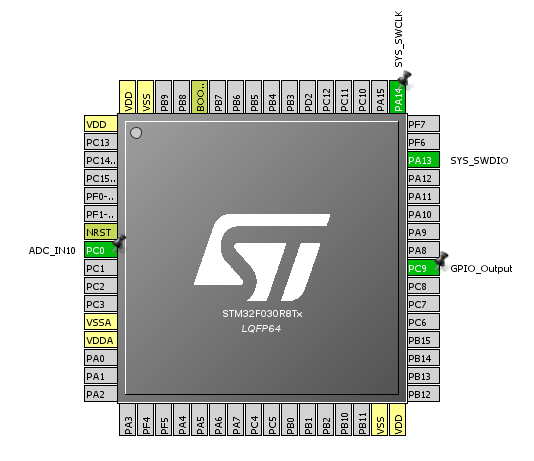 SYS_SWCLK
VDD
VSS
PB9
PB8
BOO..
PB7
PB6
PB5
PB4
PB3
PD2
PC12
PC11
PC10
PA15
PA14
VDD
PC13
PC14..
PC15..
PF0-..
PF1-..
NRST
ADC_IN10 PC0
PC1
PC2
PC3
VSSA
VDDA
PA0
PA1
PA2
ST
STM32F030R8Tx
LQFP64
PF7
PF6
PA13 SYS_SWDIO
PA12
PA11
PA10
PA9
PA8
PC9 GPIO_Output
PC8
PC7
PC6
PB15
PB14
PB13
PB12
PA3
PF4
PF5
PA4
PA5
PA6
PA7
PC4
PC5
PB0
PB1
PB2
PB10
PB11
VSS
VDD